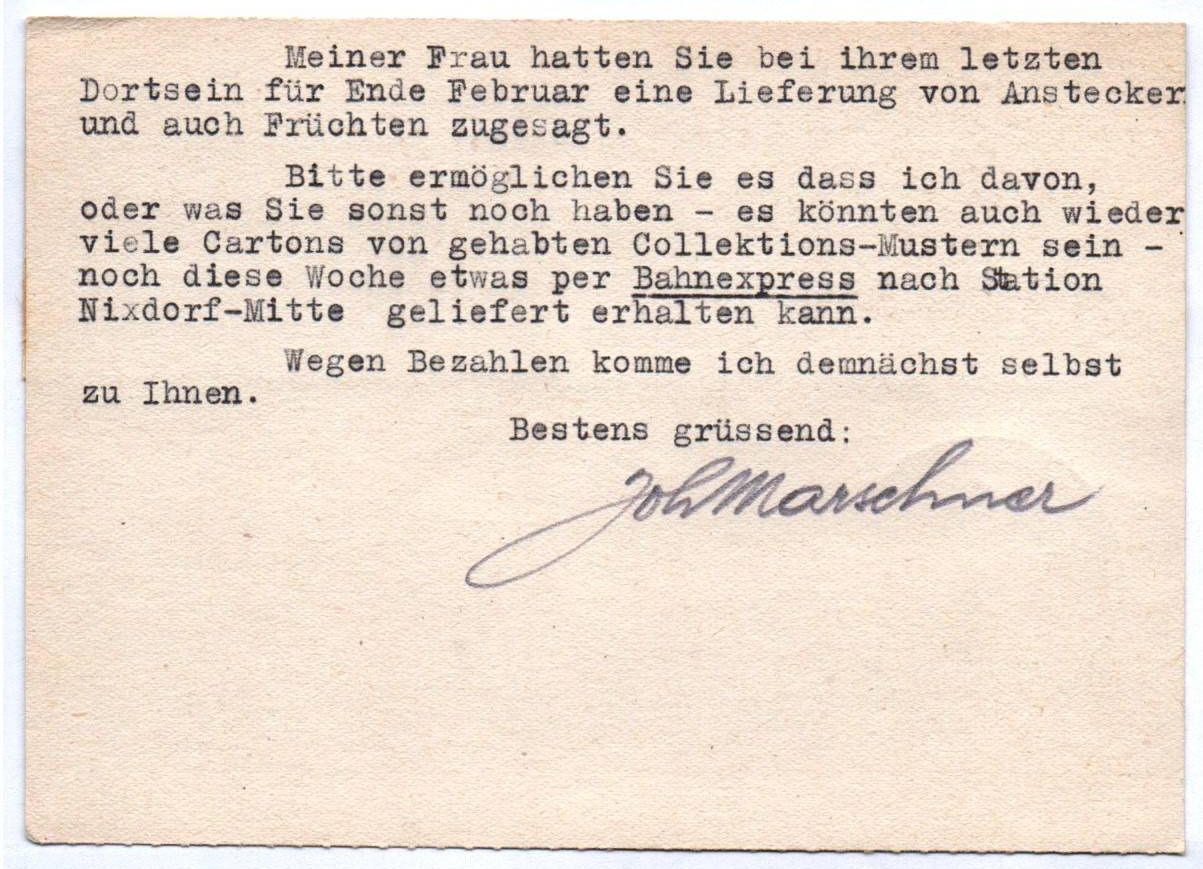 Meiner Frau hatten Sie bei ihrem letzten
Dortsein für Ende Februar eine Lieferung von Anstecker
und auch Früchten zugesagt.
Bitte ermöglichen Sie es dass ich davon,
oder was Sie sonst noch haben - es könnten auch wieder
viele Cartons von gehabten Collektions-Mustern sein -
noch diese Woche etwas per Bahnexpress nach Station
Nixdorf-Mitte geliefert erhalten kann.
Wegen Bezahlen komme ich demnächst selbst
zu Ihnen.
Bestens grüssend:
Joh Marschner